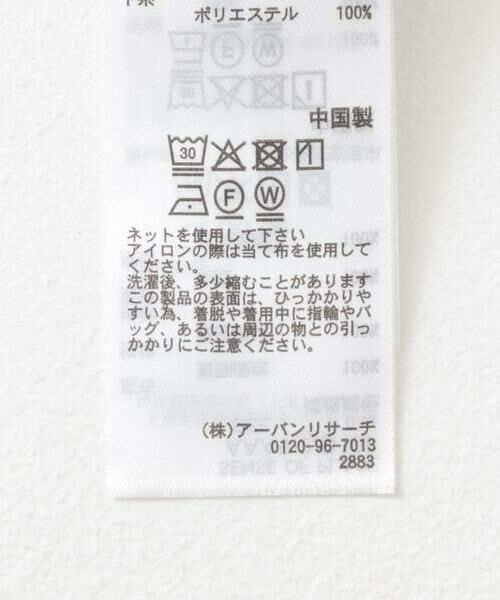 ポリエステル 100%
中国製
30
F W
ネットを使用して下さい
アイロンの際は当て布を使用して
ください。
洗濯後、多少縮むことがあります
この製品の表面は、ひっかかりや
すい為、着脱や着用中に指輪やバ
ッグ、あるいは周辺の物との引っ
かかりにご注意ください。
(株)アーバンリサーチ
0120-96-7013
2883